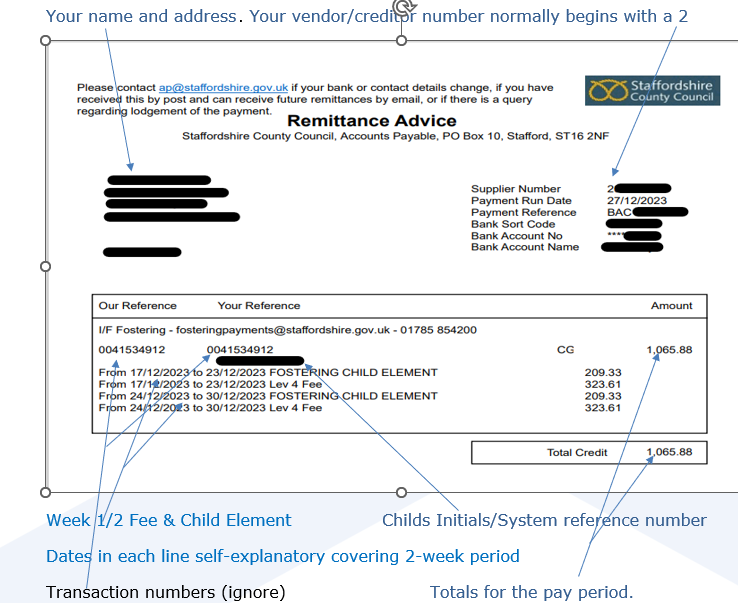 Your name and address. Your vendor/creditor number normally begins with a 2
Please contact ap@staffordshire.gov.uk if your bank or contact details change, if you have
received this by post and can receive future remittances by email, or if there is a query
regarding lodgement of the payment.
Staffordshire
County Council
Remittance Advice
Staffordshire County Council, Accounts Payable, PO Box 10, Stafford, ST16 2NF
Supplier Number 2
Payment Run Date 27/12/2023
Payment Reference BAC
Bank Sort Code
Bank Account No ****
Bank Account Name
Our Reference Your Reference Amount
I/F Fostering - fosteringpayments@staffordshire.gov.uk - 01785 854200
0041534912 0041534912 CG 1,065.88
From 17/12/2023 to 23/12/2023 FOSTERING CHILD ELEMENT 209.33
From 17/12/2023 to 23/12/2023 Lev 4 Fee 323.61
From 24/12/2023 to 30/12/2023 FOSTERING CHILD ELEMENT 209.33
From 24/12/2023 to 30/12/2023 Lev 4 Fee 323.61
Total Credit 1,065.88
Week 1/2 Fee & Child Element
Childs Initials/System reference number
Dates in each line self-explanatory covering 2-week period
Transaction numbers (ignore)
Totals for the pay period.